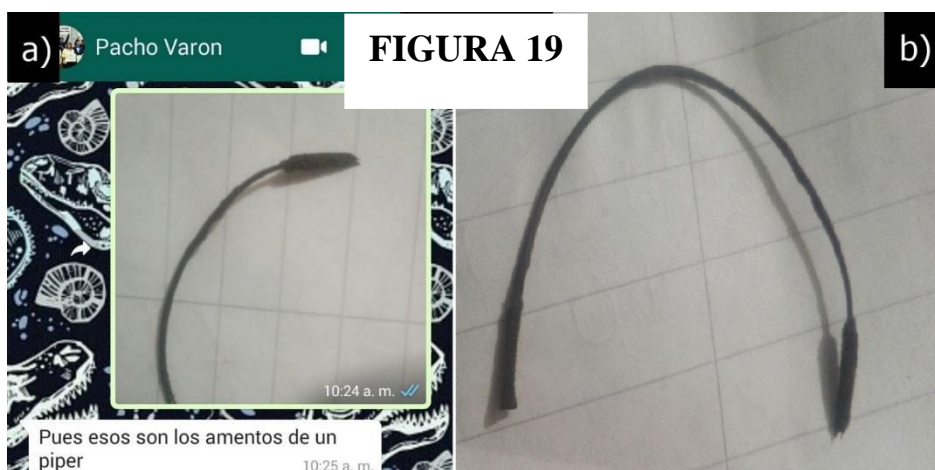 a)
Pacho Varon
FIGURA 19
b)
10:24 a. m.
Pues esos son los amentos de un
piper
10:25 a. m.